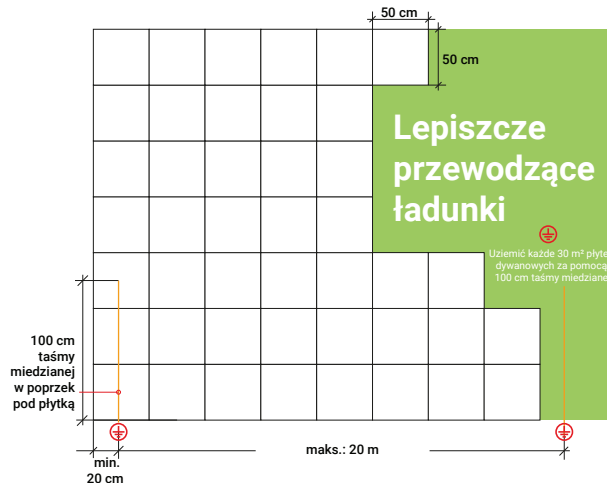 50 cm
50 cm
Lepiszcze
przewodzące
ładunki
Uziemić każde 30 m² płyte
dywanowych za pomocą
100 cm taśmy miedziane
100 cm
taśmy
miedzianej
w poprzek
pod płytką
min.
20 cm
maks.: 20 m